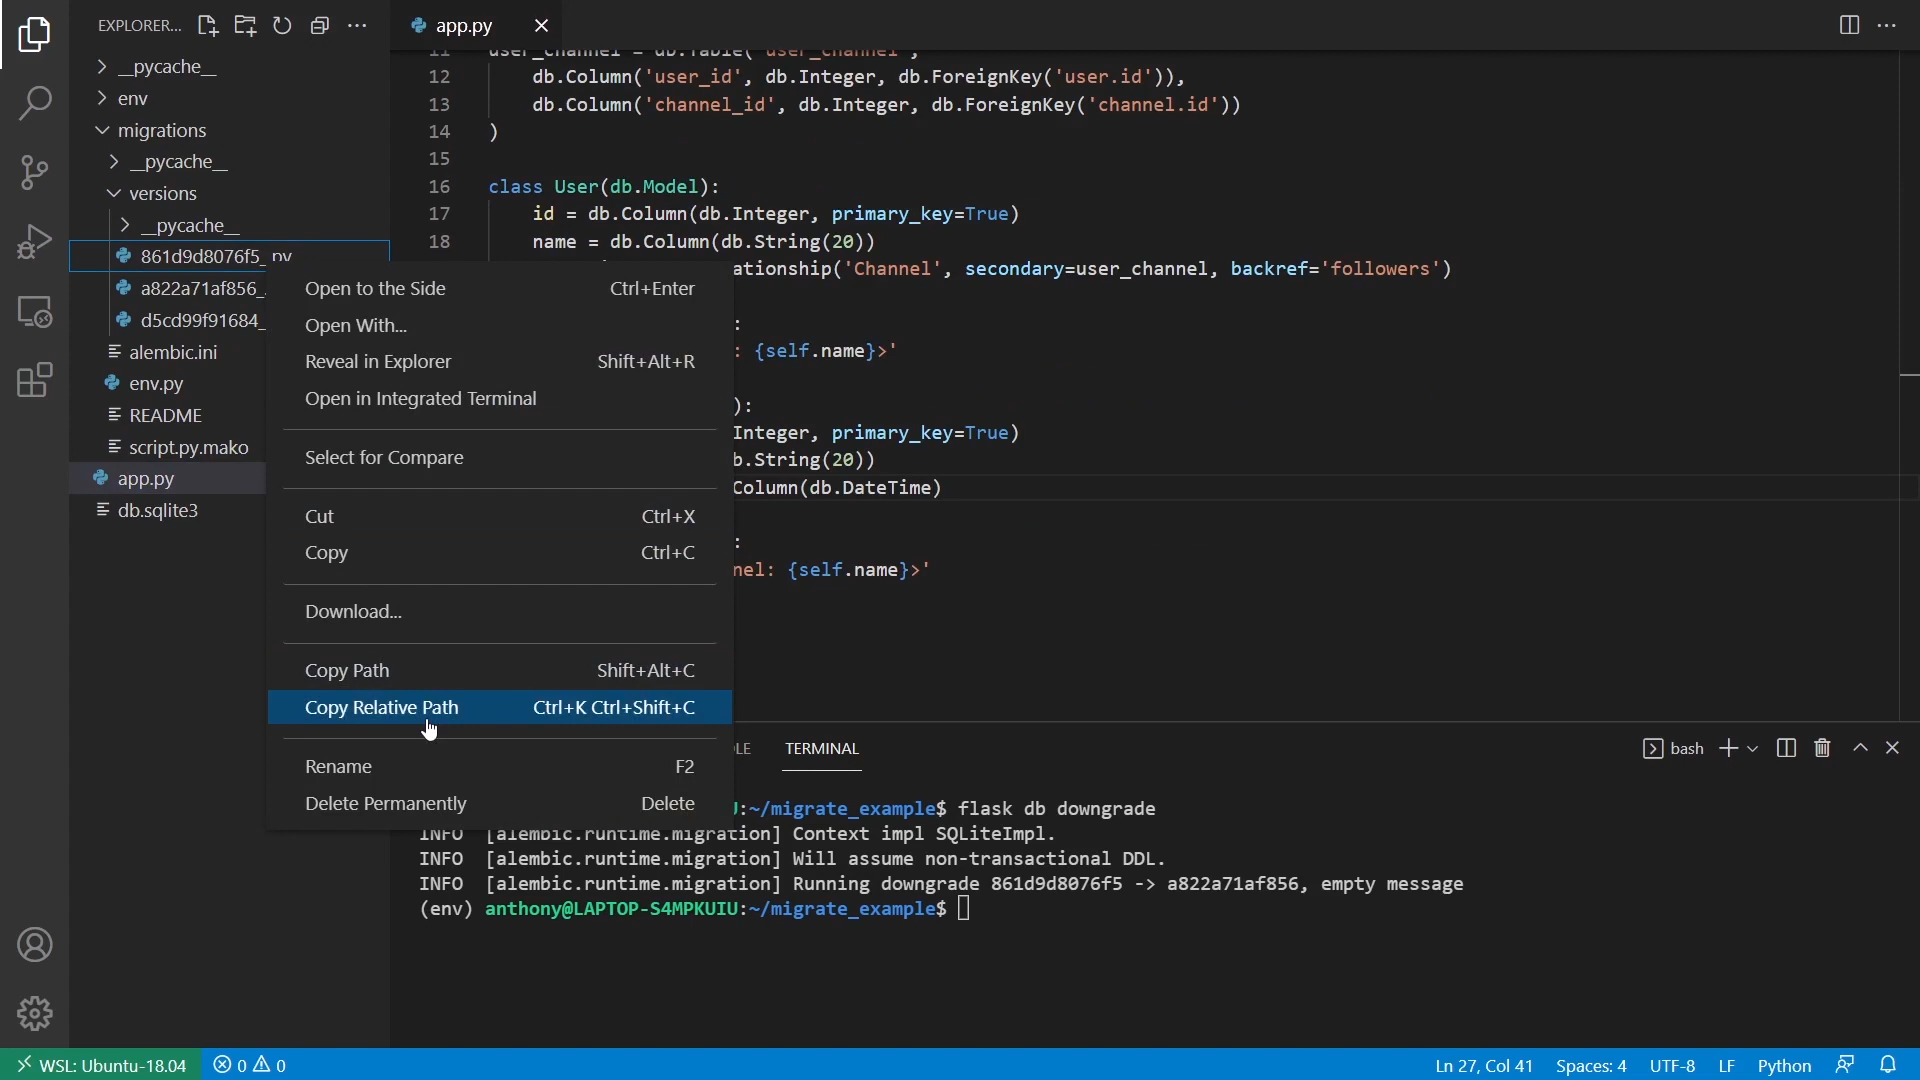 EXPLORER...
__pycache__
env
migrations
__pycache__
versions
__pycache__
861d9d8076f5_.py
a822a71af856_.
d5cd99f91684_
alembic.ini
env.py
README
script.py.mako
app.py
db.sqlite3
app.py
11 user_channel = db.Table('user_channel',
12 db.Column('user_id', db.Integer, db.ForeignKey('user.id')),
13 db.Column('channel_id', db.Integer, db.ForeignKey('channel.id'))
14 )
15
16 class User(db.Model):
17 id = db.Column(db.Integer, primary_key=True)
18 name = db.Column(db.String(20))
ationship('Channel', secondary=user_channel, backref='followers')
:
: {self.name}>'
):
Integer, primary_key=True)
b.String(20))
Column(db.DateTime)
:
nel: {self.name}>'
Open to the Side Ctrl+Enter
Open With...
Reveal in Explorer Shift+Alt+R
Open in Integrated Terminal
Select for Compare
Cut Ctrl+X
Copy Ctrl+C
Download...
Copy Path Shift+Alt+C
Copy Relative Path Ctrl+K Ctrl+Shift+C
Rename F2
Delete Permanently Delete
LE TERMINAL
bash
U:~/migrate_example$ flask db downgrade
INFO [alembic.runtime.migration] Context impl SQLiteImpl.
INFO [alembic.runtime.migration] Will assume non-transactional DDL.
INFO [alembic.runtime.migration] Running downgrade 861d9d8076f5 -> a822a71af856, empty message
(env) anthony@LAPTOP-S4MPKUIU:~/migrate_example$
WSL: Ubuntu-18.04 0 0
Ln 27, Col 41 Spaces: 4 UTF-8 LF Python